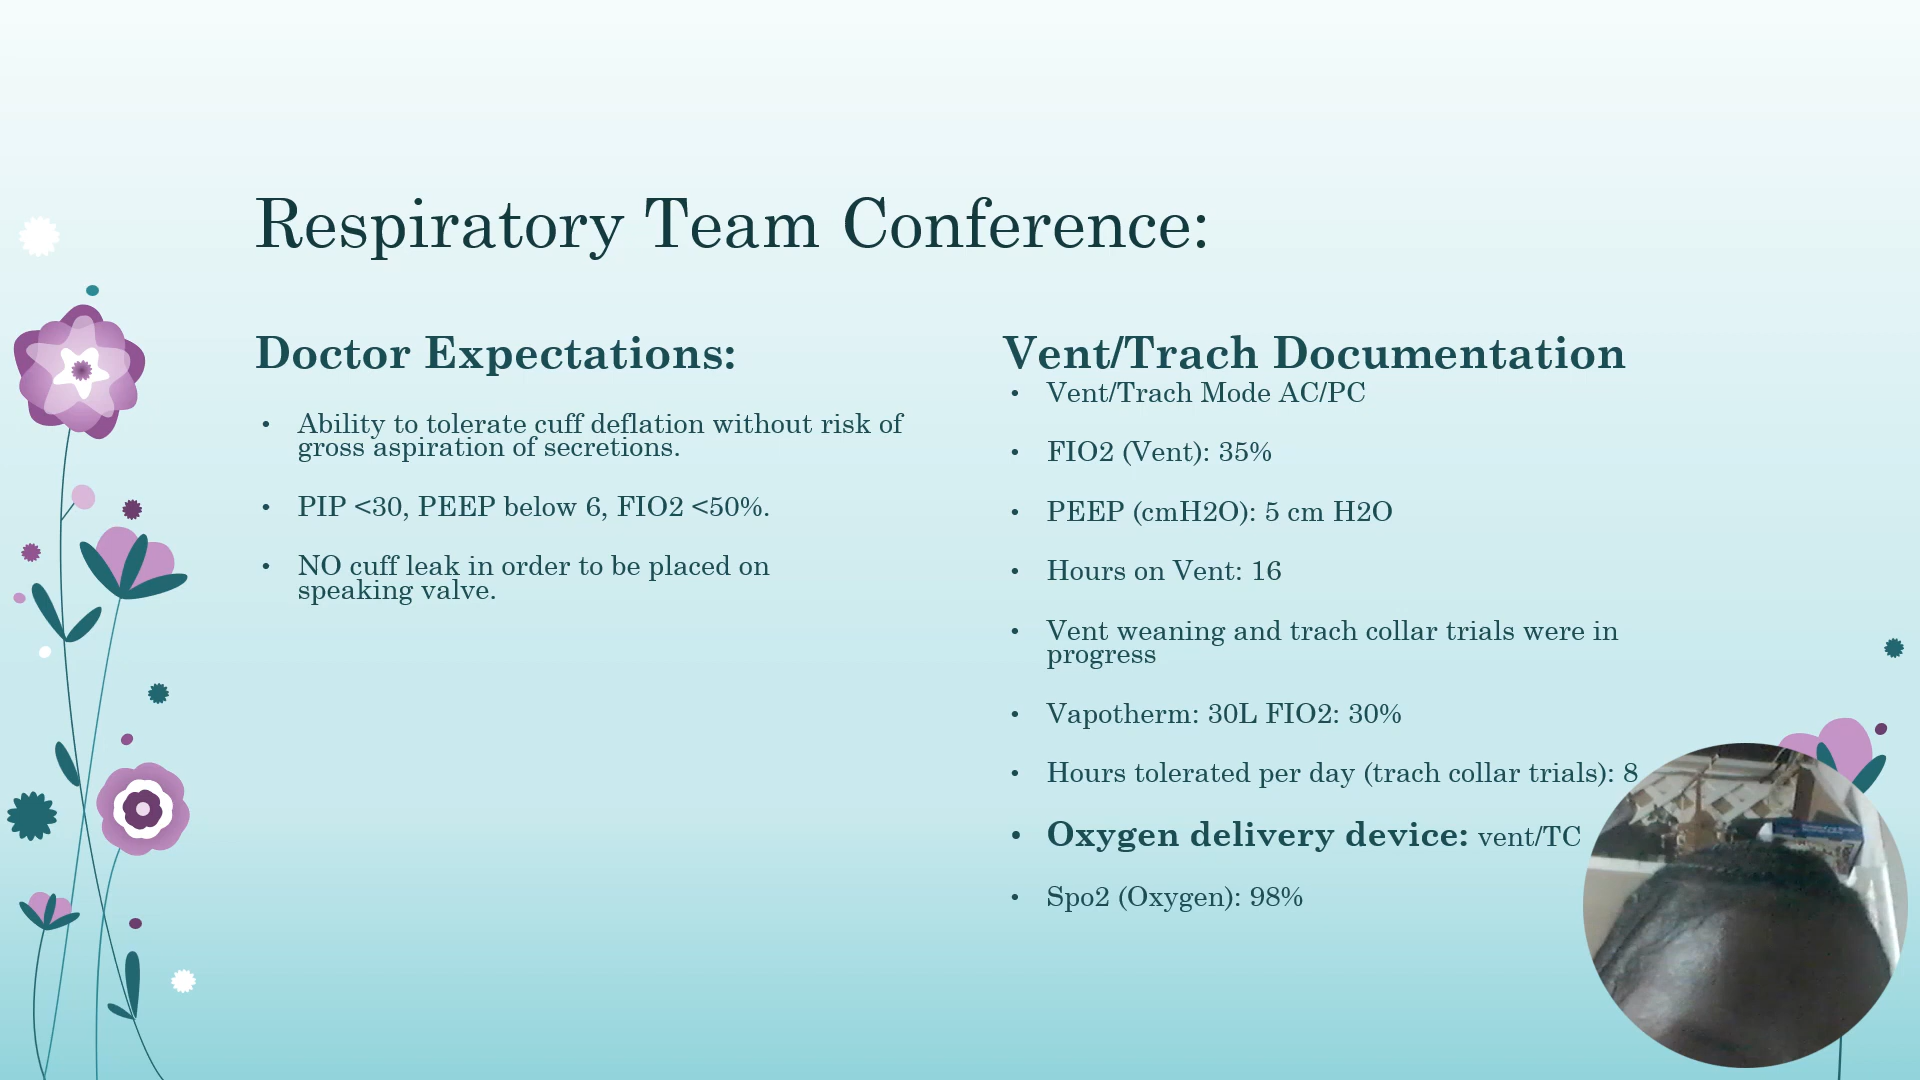 Respiratory Team Conference:
Doctor Expectations:
• Ability to tolerate cuff deflation without risk of
gross aspiration of secretions.
• PIP <30, PEEP below 6, FIO2 <50%.
• NO cuff leak in order to be placed on
speaking valve.
Vent/Trach Documentation
• Vent/Trach Mode AC/PC
• FIO2 (Vent): 35%
• PEEP (cmH2O): 5 cm H2O
• Hours on Vent: 16
• Vent weaning and trach collar trials were in
progress
• Vapotherm: 30L FIO2: 30%
• Hours tolerated per day (trach collar trials): 8
• Oxygen delivery device: vent/TC
• Spo2 (Oxygen): 98%